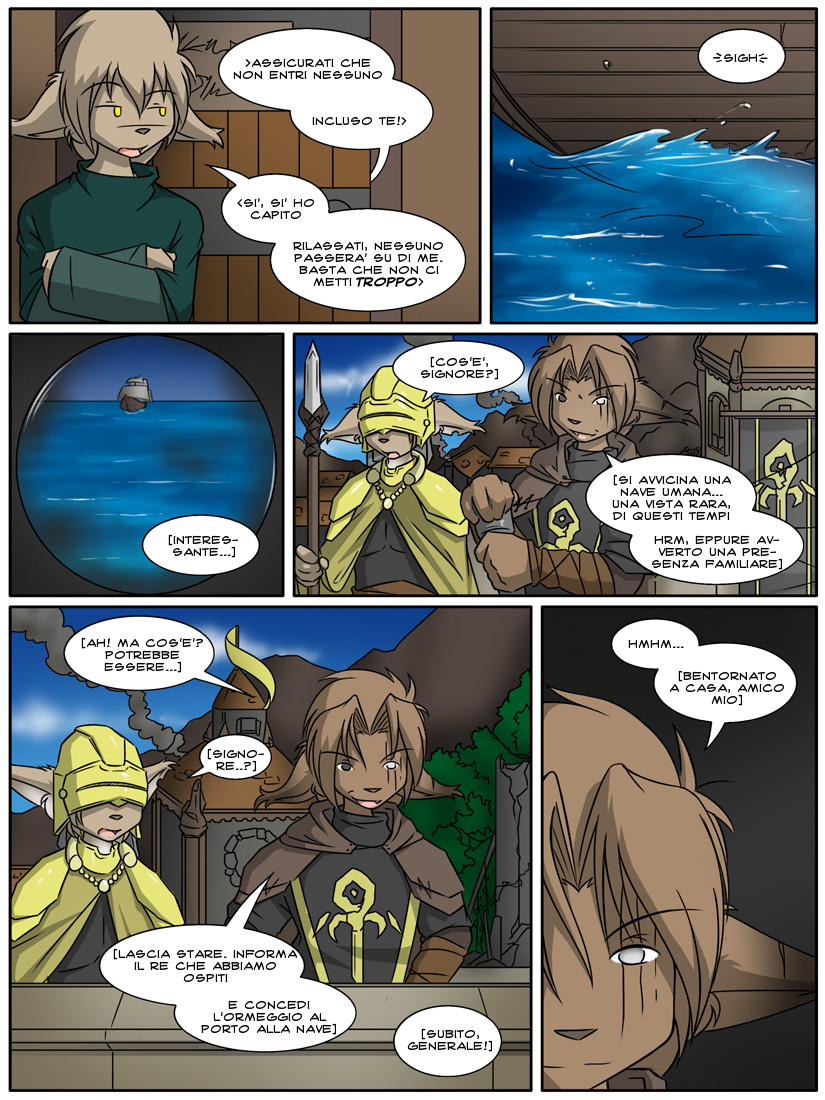 >ASSICURATI CHE
NON ENTRI NESSUNO
INCLUSO TE!>
<SI', SI' HO
CAPITO
RILASSATI, NESSUNO
PASSERA' SU DI ME.
BASTA CHE NON CI
METTI TROPPO>
>SIGH<
[INTERES-
SANTE...]
[COS'E',
SIGNORE?]
[SI AVVICINA UNA
NAVE UMANA...
UNA VISTA RARA,
DI QUESTI TEMPI
HRM, EPPURE AV-
VERTO UNA PRE-
SENZA FAMILIARE]
[AH! MA COS'E'?
POTREBBE
ESSERE...]
[SIGNO-
RE..?]
[LASCIA STARE. INFORMA
IL RE CHE ABBIAMO
OSPITI
E CONCEDI
L'ORMEGGIO AL
PORTO ALLA NAVE]
[SUBITO,
GENERALE!]
HMHM...
[BENTORNATO
A CASA, AMICO
MIO]